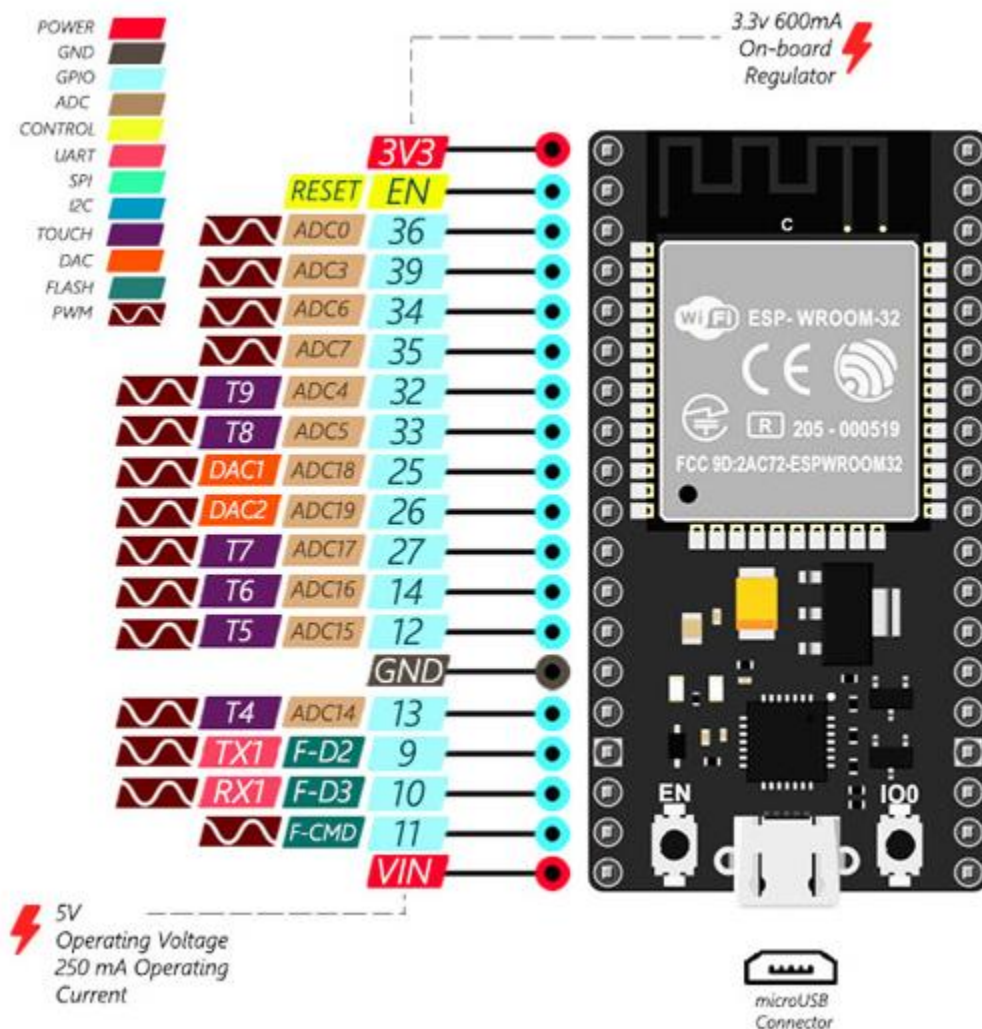 POWER
GND
GPIO
ADC
CONTROL
UART
SPI
I2C
TOUCH
DAC
FLASH
PWM
3.3v 600mA
On-board
Regulator
3V3
RESET EN
ADC0 36
ADC3 39
ADC6 34
ADC7 35
T9 ADC4 32
T8 ADC5 33
DAC1 ADC18 25
DAC2 ADC19 26
T7 ADC17 27
T6 ADC16 14
T5 ADC15 12
GND
T4 ADC14 13
TX1 F-D2 9
RX1 F-D3 10
F-CMD 11
VIN
5V
Operating Voltage
250 mA Operating
Current
C
WiFi ESP-WROOM-32
CE
R 205-000519
FCC 9D:2AC72-ESPWROOM32
EN IO0
microUSB
Connector